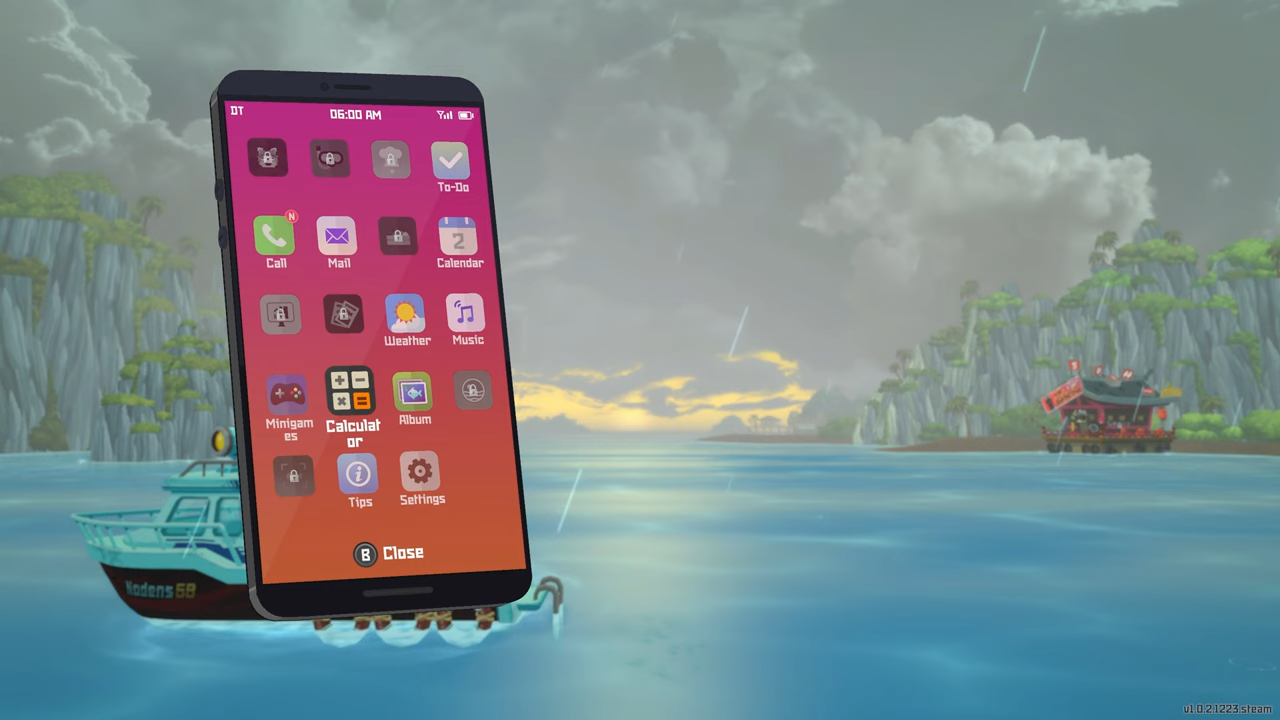 DT
06:00 AM
To-Do
N
Call
Mail
2
Calendar
Weather
Music
Minigam
es
Calculat
or
Album
Tips
Settings
B Close
Nodens 68
v1.0.2.1223.steam